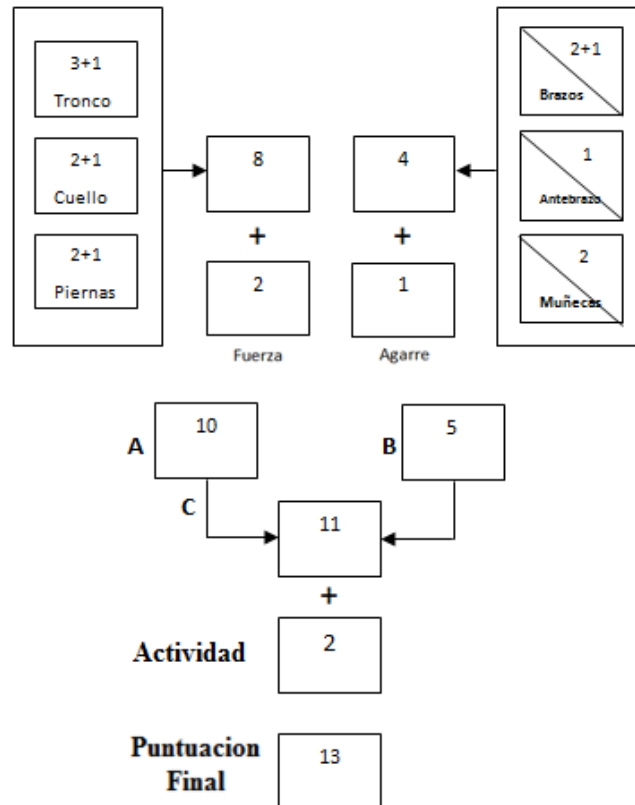 3+1
Tronco
2+1
Cuello
2+1
Piernas
8
+
2
Fuerza
4
+
1
Agarre
2+1
Brazos
1
Antebrazo
2
Muñecas
A
10
B
5
C
11
+
Actividad
2
Puntuacion
Final
13